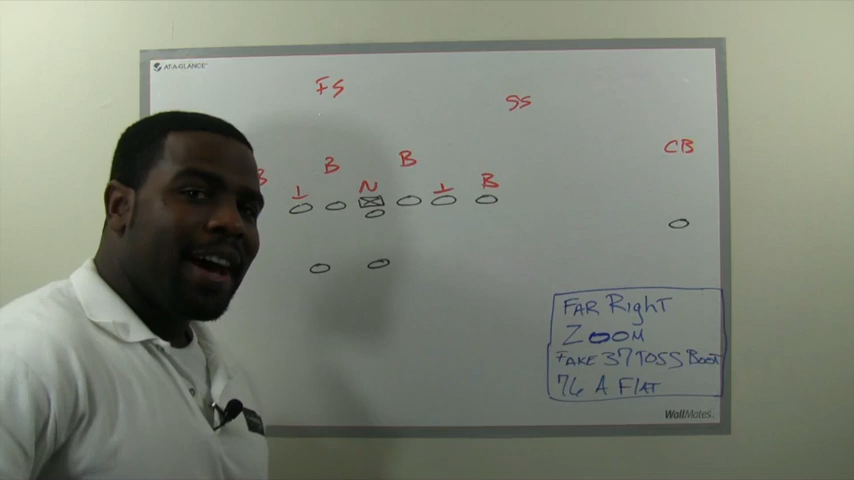 AT-A-GLANCE
FS
SS
CB
B B
B N B
FAR RIGHT
ZOOM
FAKE 37 TOSS BOOT
76 A FLAT
WallMates